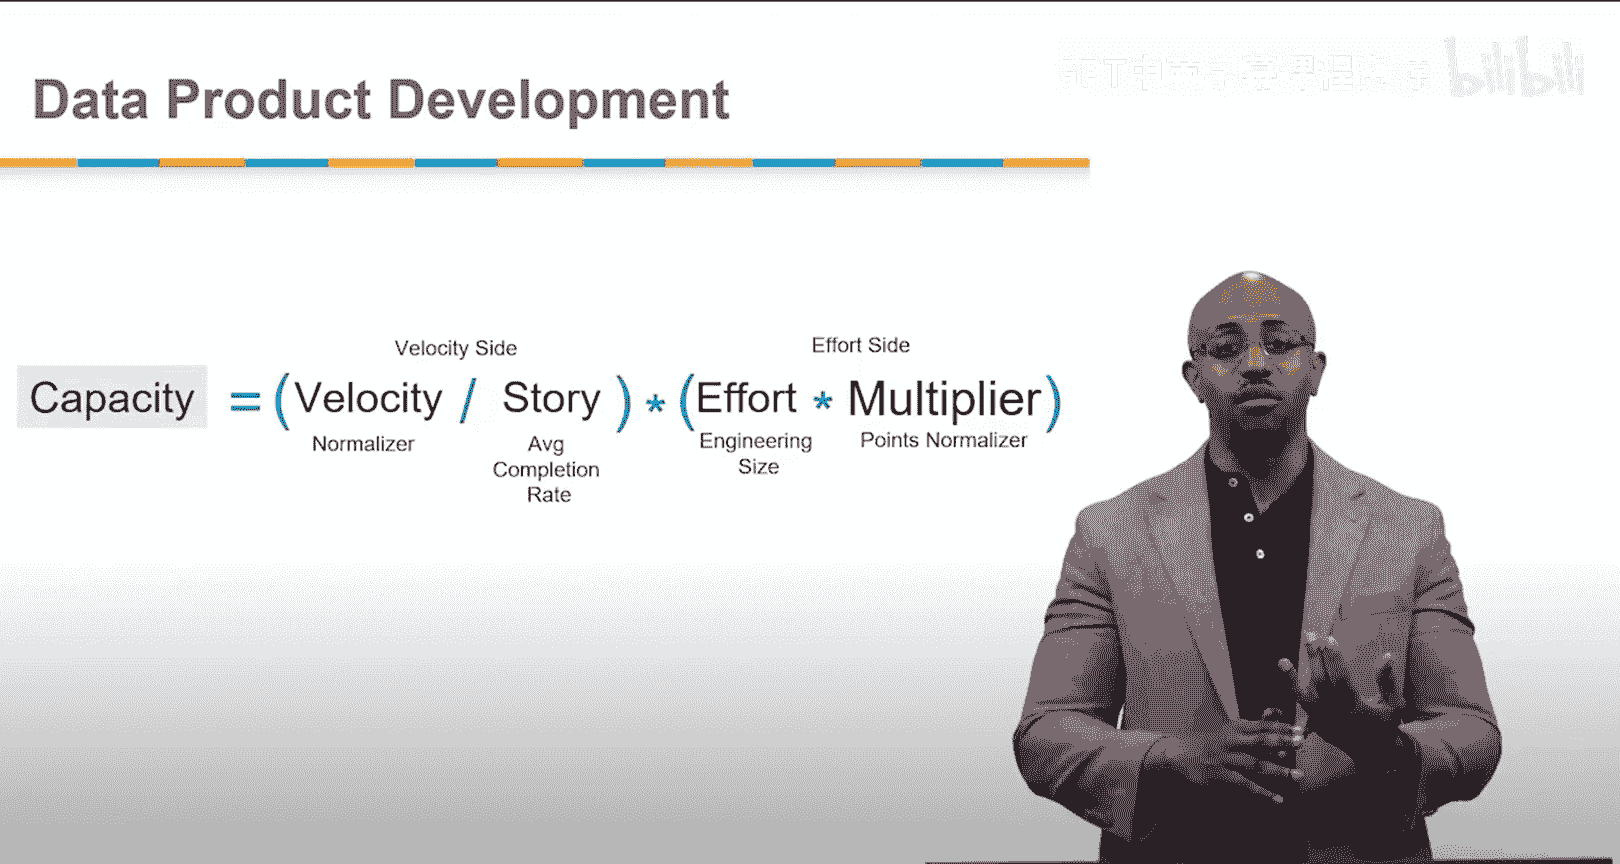 Data Product Development
bilibili
Velocity Side
Effort Side
Capacity = (Velocity / Story) * (Effort * Multiplier)
Normalizer
Avg
Completion
Rate
Engineering
Size
Points Normalizer